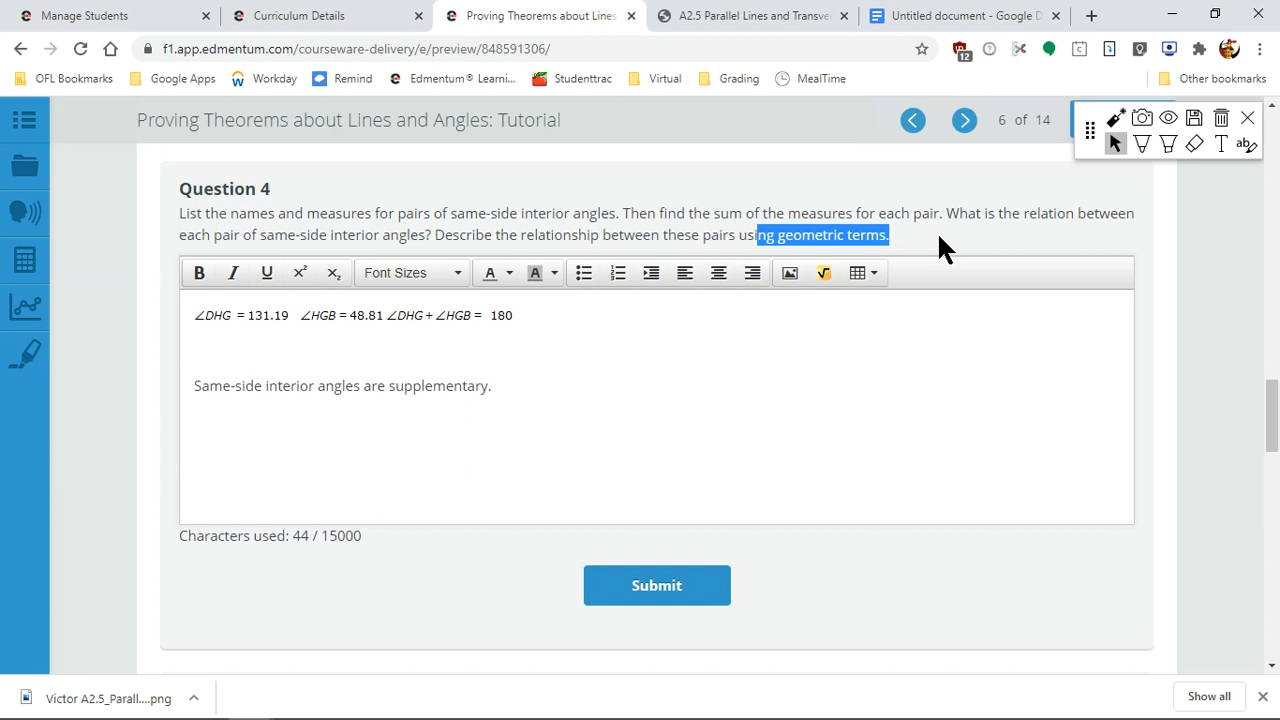 Manage Students
Curriculum Details
Proving Theorems about Lines
A2.5 Parallel Lines and Transver
Untitled document - Google D
f1.app.edmentum.com/courseware-delivery/e/preview/848591306/
12
OFL Bookmarks
Google Apps
Workday
Remind
Edmentum® Learni...
Studenttrac
Virtual
Grading
MealTime
Other bookmarks
Proving Theorems about Lines and Angles: Tutorial
6 of 14
Question 4
List the names and measures for pairs of same-side interior angles. Then find the sum of the measures for each pair. What is the relation between
each pair of same-side interior angles? Describe the relationship between these pairs using geometric terms.
B I U x² x₂ Font Sizes A A
∠DHG = 131.19 ∠HGB = 48.81 ∠DHG + ∠HGB = 180
Same-side interior angles are supplementary.
Characters used: 44 / 15000
Submit
Victor A2.5_Parall....png
Show all